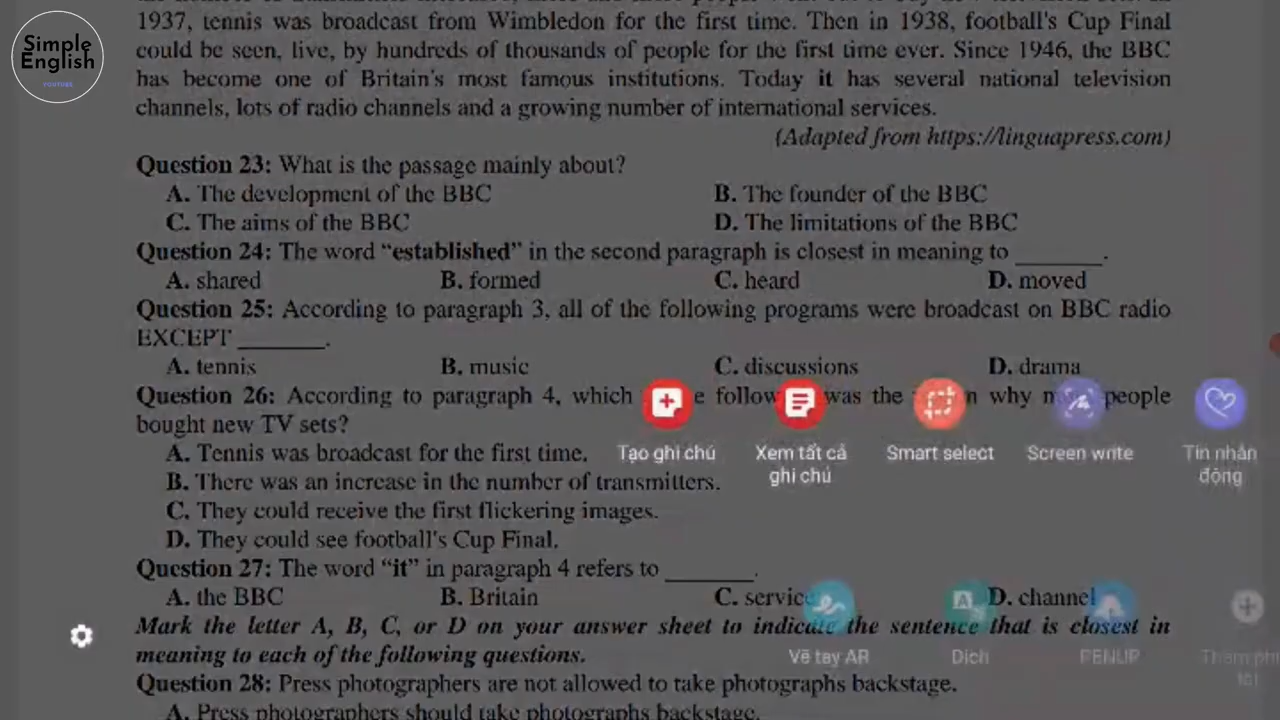 Simple
English
YOUTUBE
1937, tennis was broadcast from Wimbledon for the first time. Then in 1938, football's Cup Final
could be seen, live, by hundreds of thousands of people for the first time ever. Since 1946, the BBC
has become one of Britain's most famous institutions. Today it has several national television
channels, lots of radio channels and a growing number of international services.
(Adapted from https://linguapress.com)
Question 23: What is the passage mainly about?
A. The development of the BBC B. The founder of the BBC
C. The aims of the BBC D. The limitations of the BBC
Question 24: The word “established” in the second paragraph is closest in meaning to _______.
A. shared B. formed C. heard D. moved
Question 25: According to paragraph 3, all of the following programs were broadcast on BBC radio
EXCEPT _______.
A. tennis B. music C. discussions D. drama
Question 26: According to paragraph 4, which e follow was the n why people
bought new TV sets?
A. Tennis was broadcast for the first time.
B. There was an increase in the number of transmitters.
C. They could receive the first flickering images.
D. They could see football's Cup Final.
Tạo ghi chú
Xem tất cả
ghi chú
Smart select
Screen write
Tin nhắn
động
Question 27: The word “it” in paragraph 4 refers to _______.
A. the BBC B. Britain C. service D. channel
Mark the letter A, B, C, or D on your answer sheet to indicate the sentence that is closest in
meaning to each of the following questions.
Vẽ tay AR
Dịch
PENUP
Question 28: Press photographers are not allowed to take photographs backstage.
A. Press photographers should take photographs backstage.